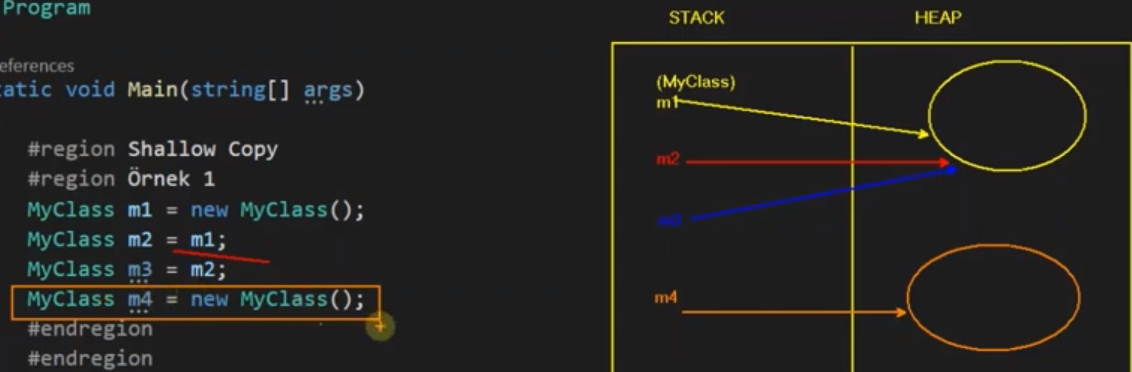 Program
eferences
tatic void Main(string[] args)
#region Shallow Copy
#region Örnek 1
MyClass m1 = new MyClass();
MyClass m2 = m1;
MyClass m3 = m2;
MyClass m4 = new MyClass();
#endregion
#endregion
STACK
HEAP
(MyClass)
m1
m2
m3
m4